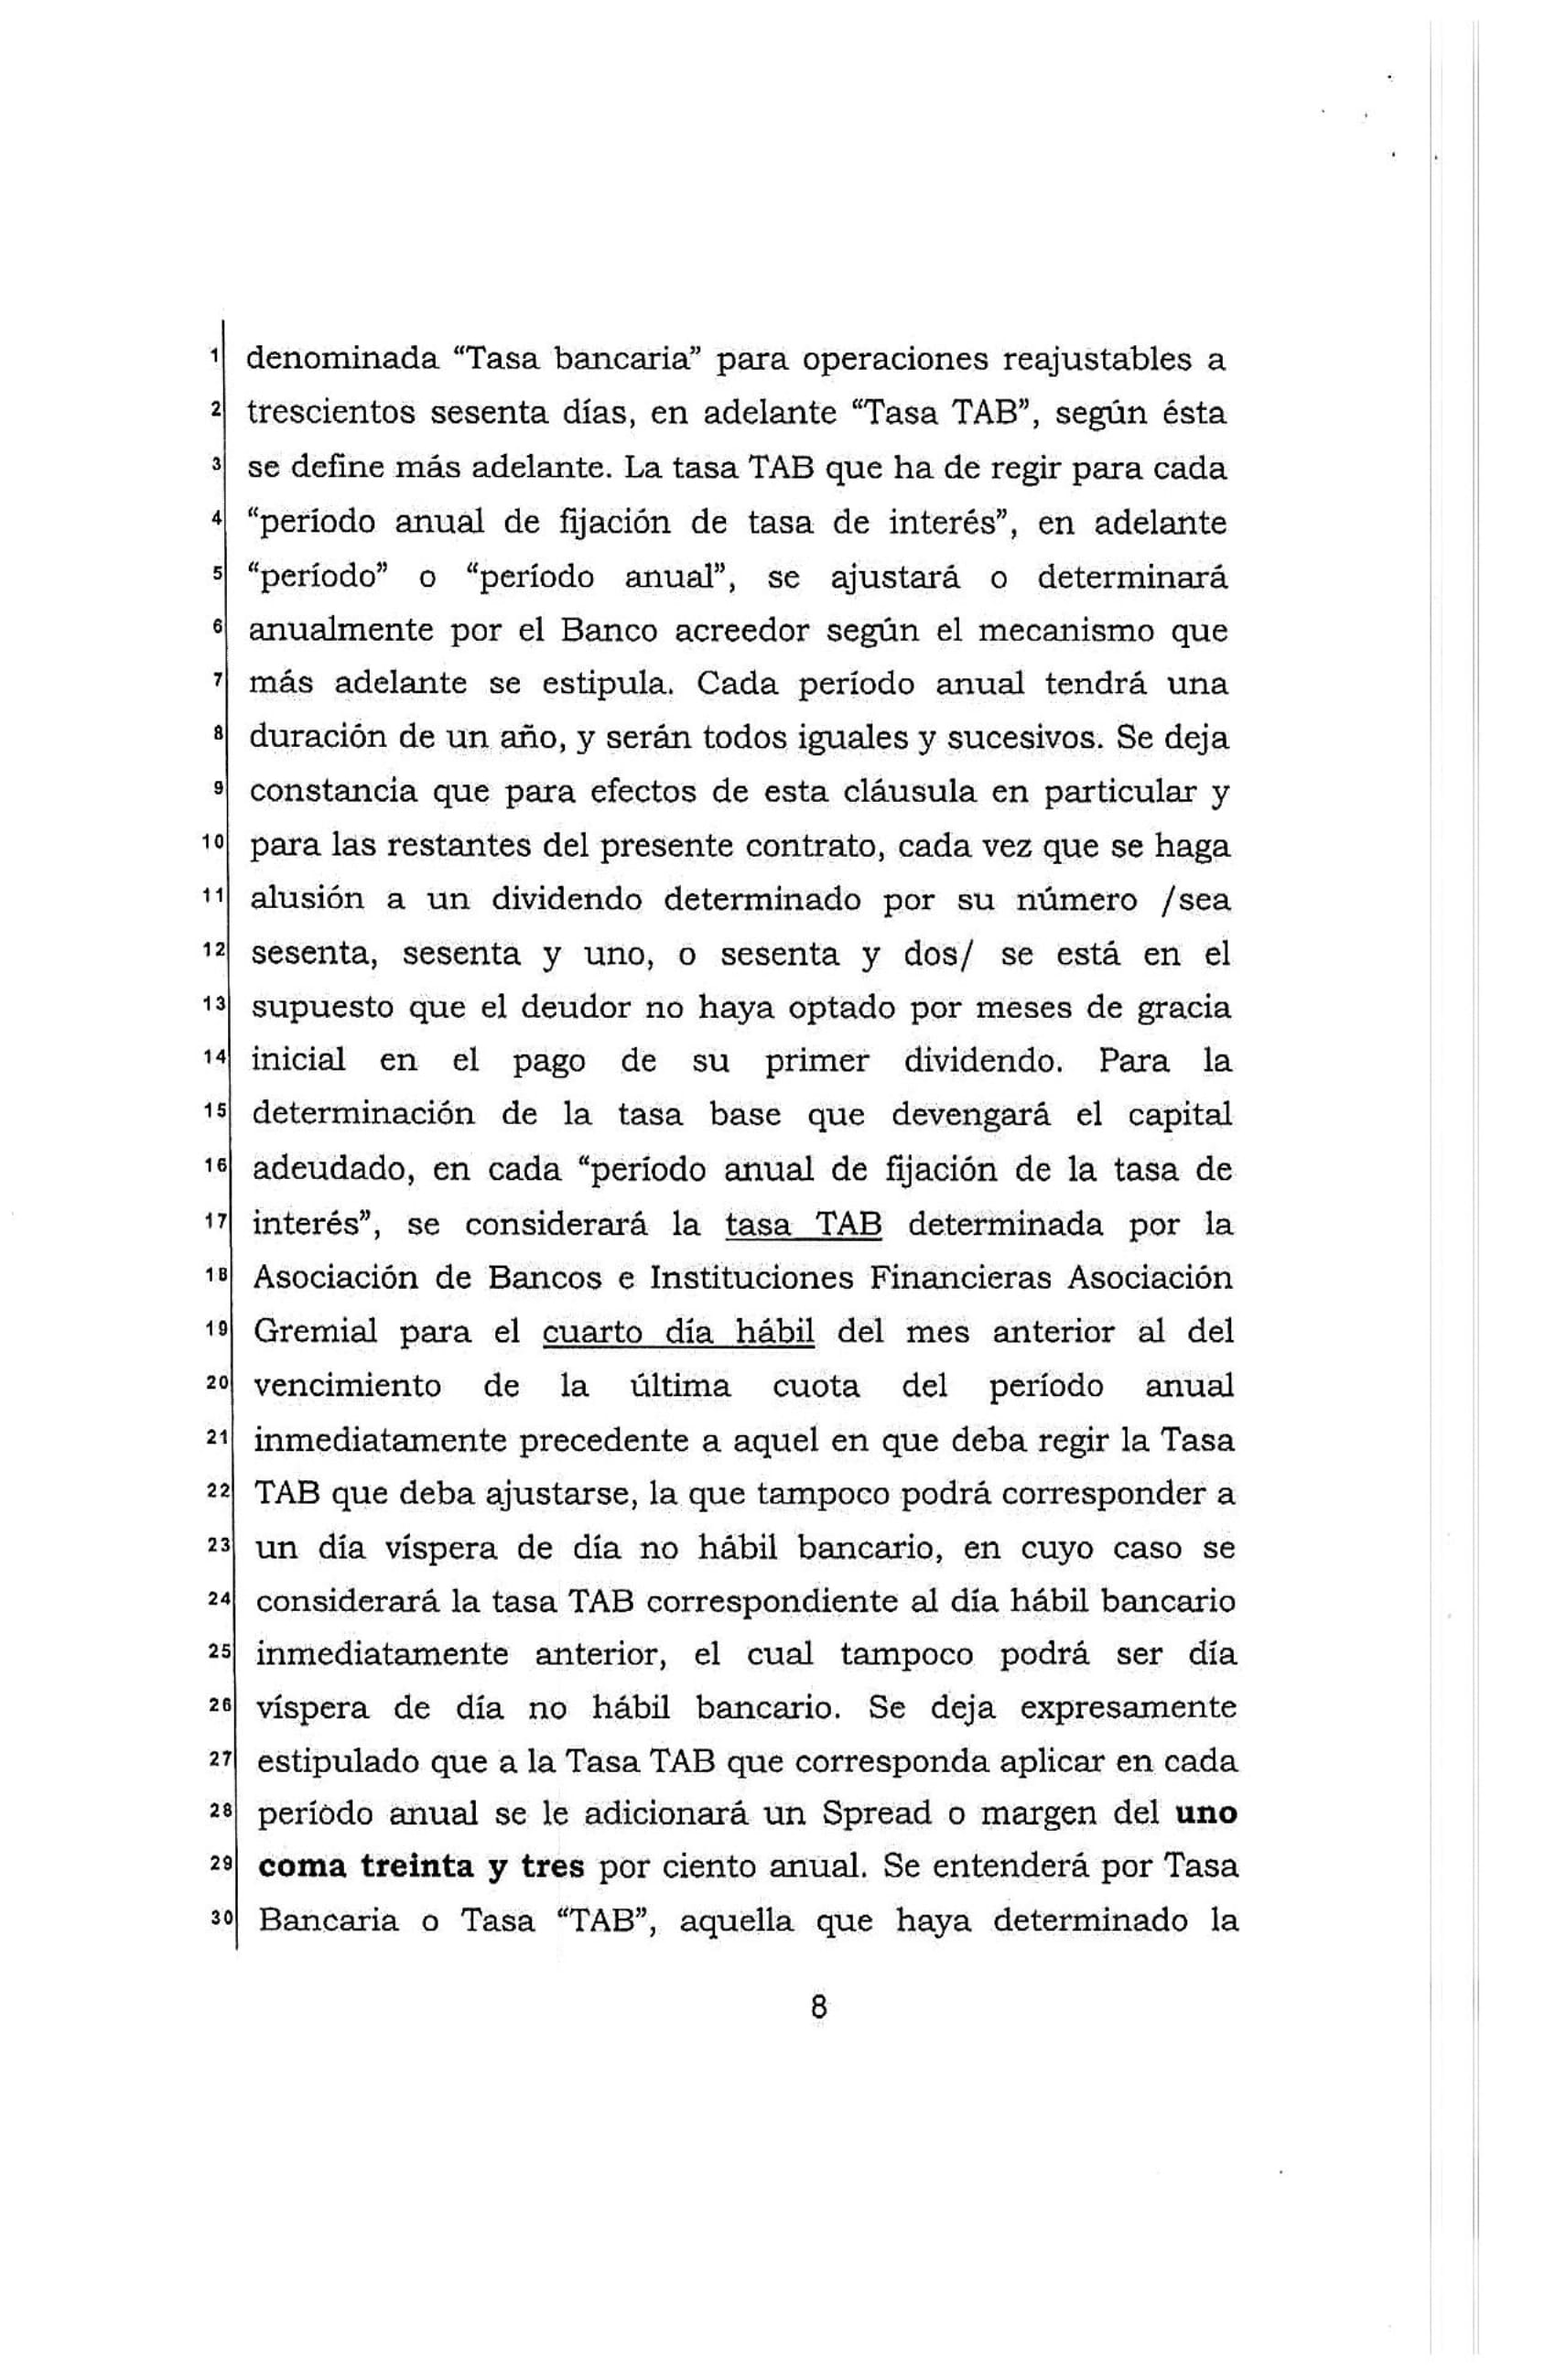 1 denominada “Tasa bancaria” para operaciones reajustables a
2 trescientos sesenta días, en adelante “Tasa TAB”, según ésta
3 se define más adelante. La tasa TAB que ha de regir para cada
4 “período anual de fijación de tasa de interés”, en adelante
5 “período” o “período anual”, se ajustará o determinará
6 anualmente por el Banco acreedor según el mecanismo que
7 más adelante se estipula. Cada período anual tendrá una
8 duración de un año, y serán todos iguales y sucesivos. Se deja
9 constancia que para efectos de esta cláusula en particular y
10 para las restantes del presente contrato, cada vez que se haga
11 alusión a un dividendo determinado por su número /sea
12 sesenta, sesenta y uno, o sesenta y dos/ se está en el
13 supuesto que el deudor no haya optado por meses de gracia
14 inicial en el pago de su primer dividendo. Para la
15 determinación de la tasa base que devengará el capital
16 adeudado, en cada “período anual de fijación de la tasa de
17 interés”, se considerará la tasa TAB determinada por la
18 Asociación de Bancos e Instituciones Financieras Asociación
19 Gremial para el cuarto día hábil del mes anterior al del
20 vencimiento de la última cuota del período anual
21 inmediatamente precedente a aquel en que deba regir la Tasa
22 TAB que deba ajustarse, la que tampoco podrá corresponder a
23 un día víspera de día no hábil bancario, en cuyo caso se
24 considerará la tasa TAB correspondiente al día hábil bancario
25 inmediatamente anterior, el cual tampoco podrá ser día
26 víspera de día no hábil bancario. Se deja expresamente
27 estipulado que a la Tasa TAB que corresponda aplicar en cada
28 período anual se le adicionará un Spread o margen del uno
29 coma treinta y tres por ciento anual. Se entenderá por Tasa
30 Bancaria o Tasa “TAB”, aquella que haya determinado la
8